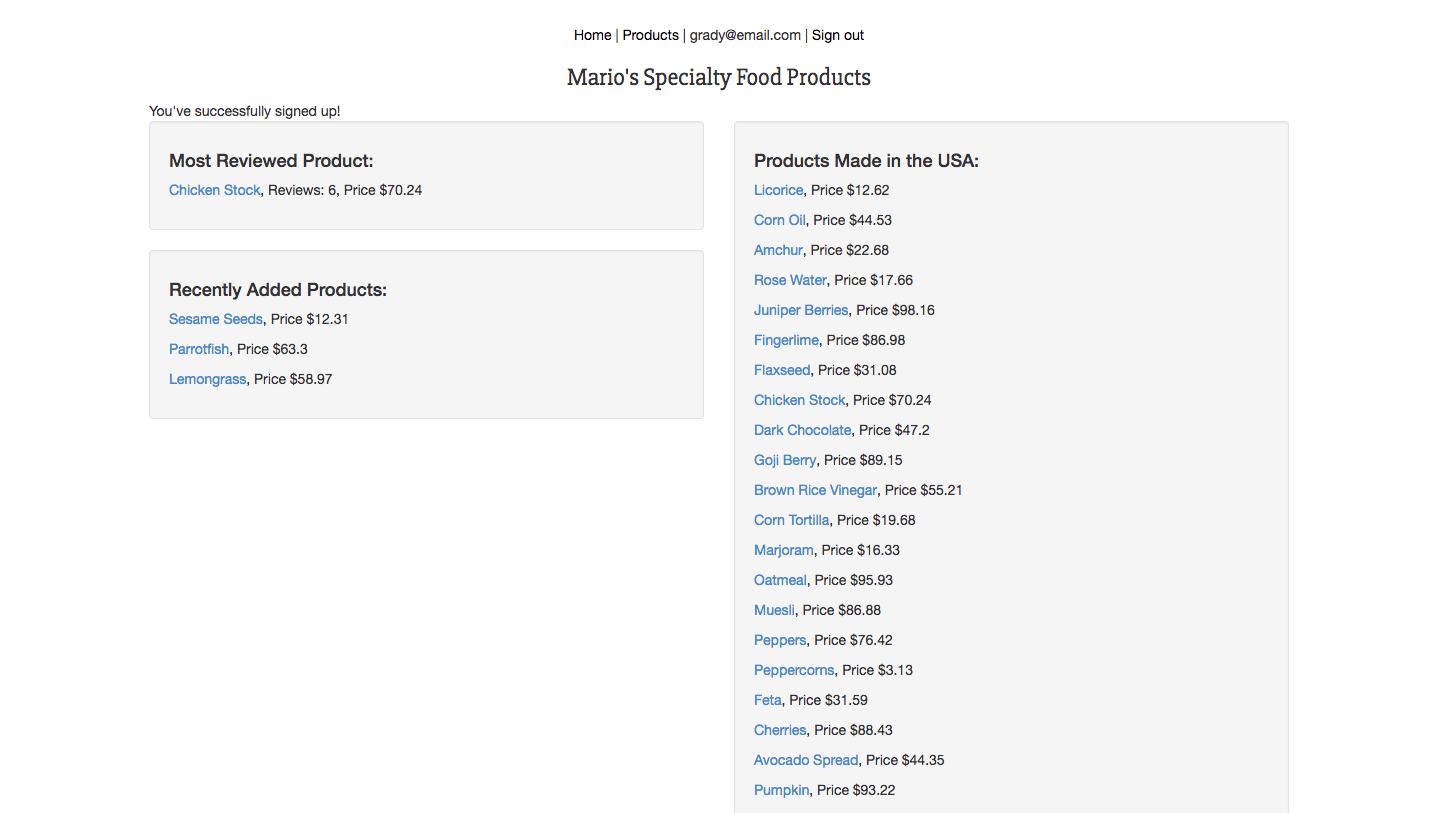 Home | Products | grady@email.com | Sign out
Mario's Specialty Food Products
You've successfully signed up!
Most Reviewed Product:
Chicken Stock, Reviews: 6, Price $70.24
Recently Added Products:
Sesame Seeds, Price $12.31
Parrotfish, Price $63.3
Lemongrass, Price $58.97
Products Made in the USA:
Licorice, Price $12.62
Corn Oil, Price $44.53
Amchur, Price $22.68
Rose Water, Price $17.66
Juniper Berries, Price $98.16
Fingerlime, Price $86.98
Flaxseed, Price $31.08
Chicken Stock, Price $70.24
Dark Chocolate, Price $47.2
Goji Berry, Price $89.15
Brown Rice Vinegar, Price $55.21
Corn Tortilla, Price $19.68
Marjoram, Price $16.33
Oatmeal, Price $95.93
Muesli, Price $86.88
Peppers, Price $76.42
Peppercorns, Price $3.13
Feta, Price $31.59
Cherries, Price $88.43
Avocado Spread, Price $44.35
Pumpkin, Price $93.22